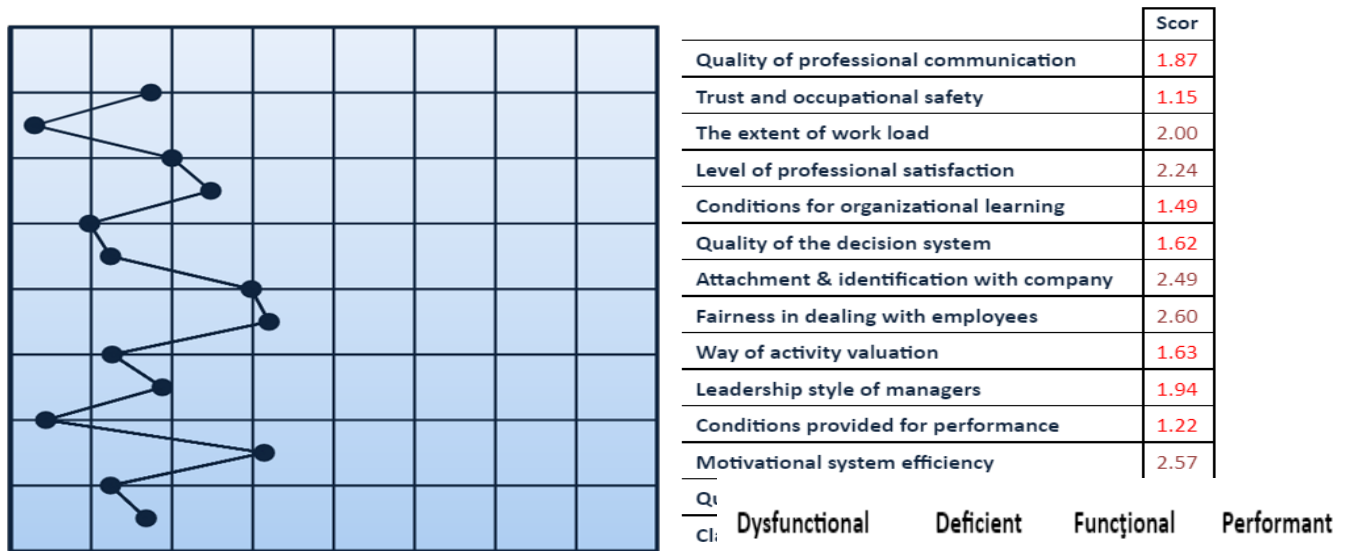 Scor
Quality of professional communication 1.87
Trust and occupational safety 1.15
The extent of work load 2.00
Level of professional satisfaction 2.24
Conditions for organizational learning 1.49
Quality of the decision system 1.62
Attachment & identification with company 2.49
Fairness in dealing with employees 2.60
Way of activity valuation 1.63
Leadership style of managers 1.94
Conditions provided for performance 1.22
Motivational system efficiency 2.57
Dysfunctional Deficient Funcțional Performant